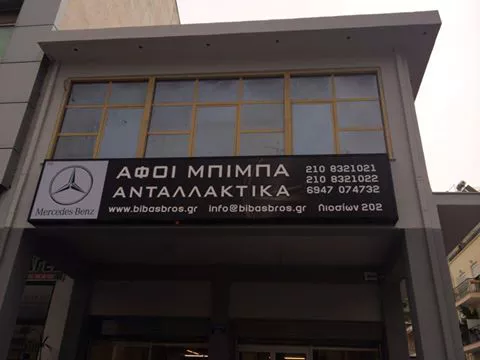 ΑΦΟΙ ΜΠΙΜΠΑ
ΑΝΤΑΛΛΑΚΤΙΚΑ
210 8321021
210 8321022
6947 074732
Mercedes-Benz
www.bibasbros.gr info@bibasbros.gr Λιοσίων 202